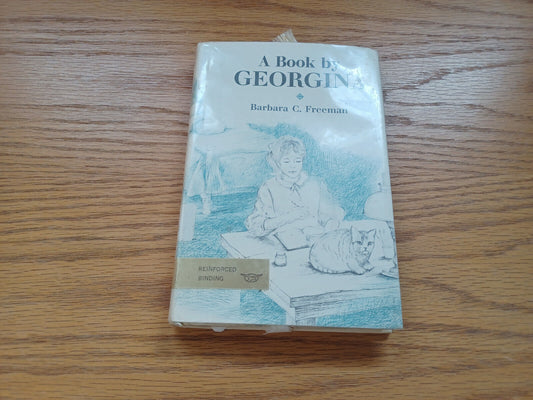 A Book by
GEORGINA
Barbara C. Freeman
REINFORCED
BINDING